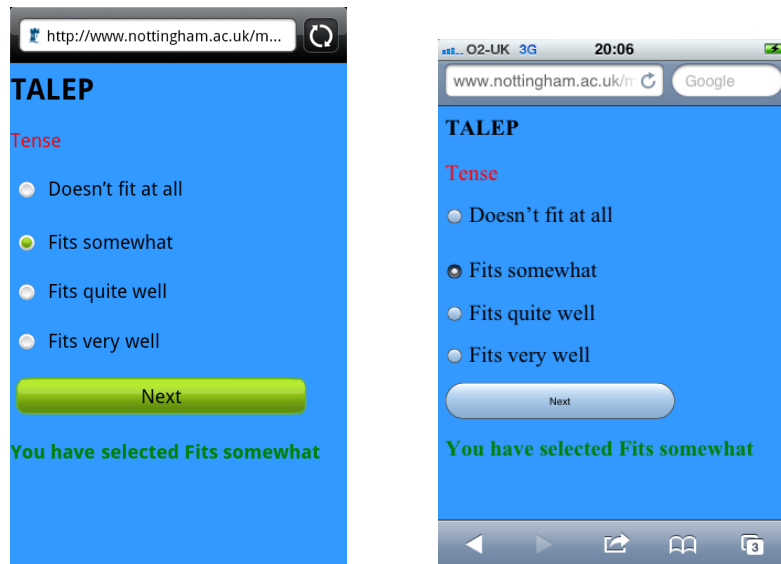 http://www.nottingham.ac.uk/m...
TALEP
Tense
Doesn’t fit at all
Fits somewhat
Fits quite well
Fits very well
Next
You have selected Fits somewhat
O2-UK 3G 20:06
www.nottingham.ac.uk/m Google
TALEP
Tense
Doesn’t fit at all
Fits somewhat
Fits quite well
Fits very well
Next
You have selected Fits somewhat
3